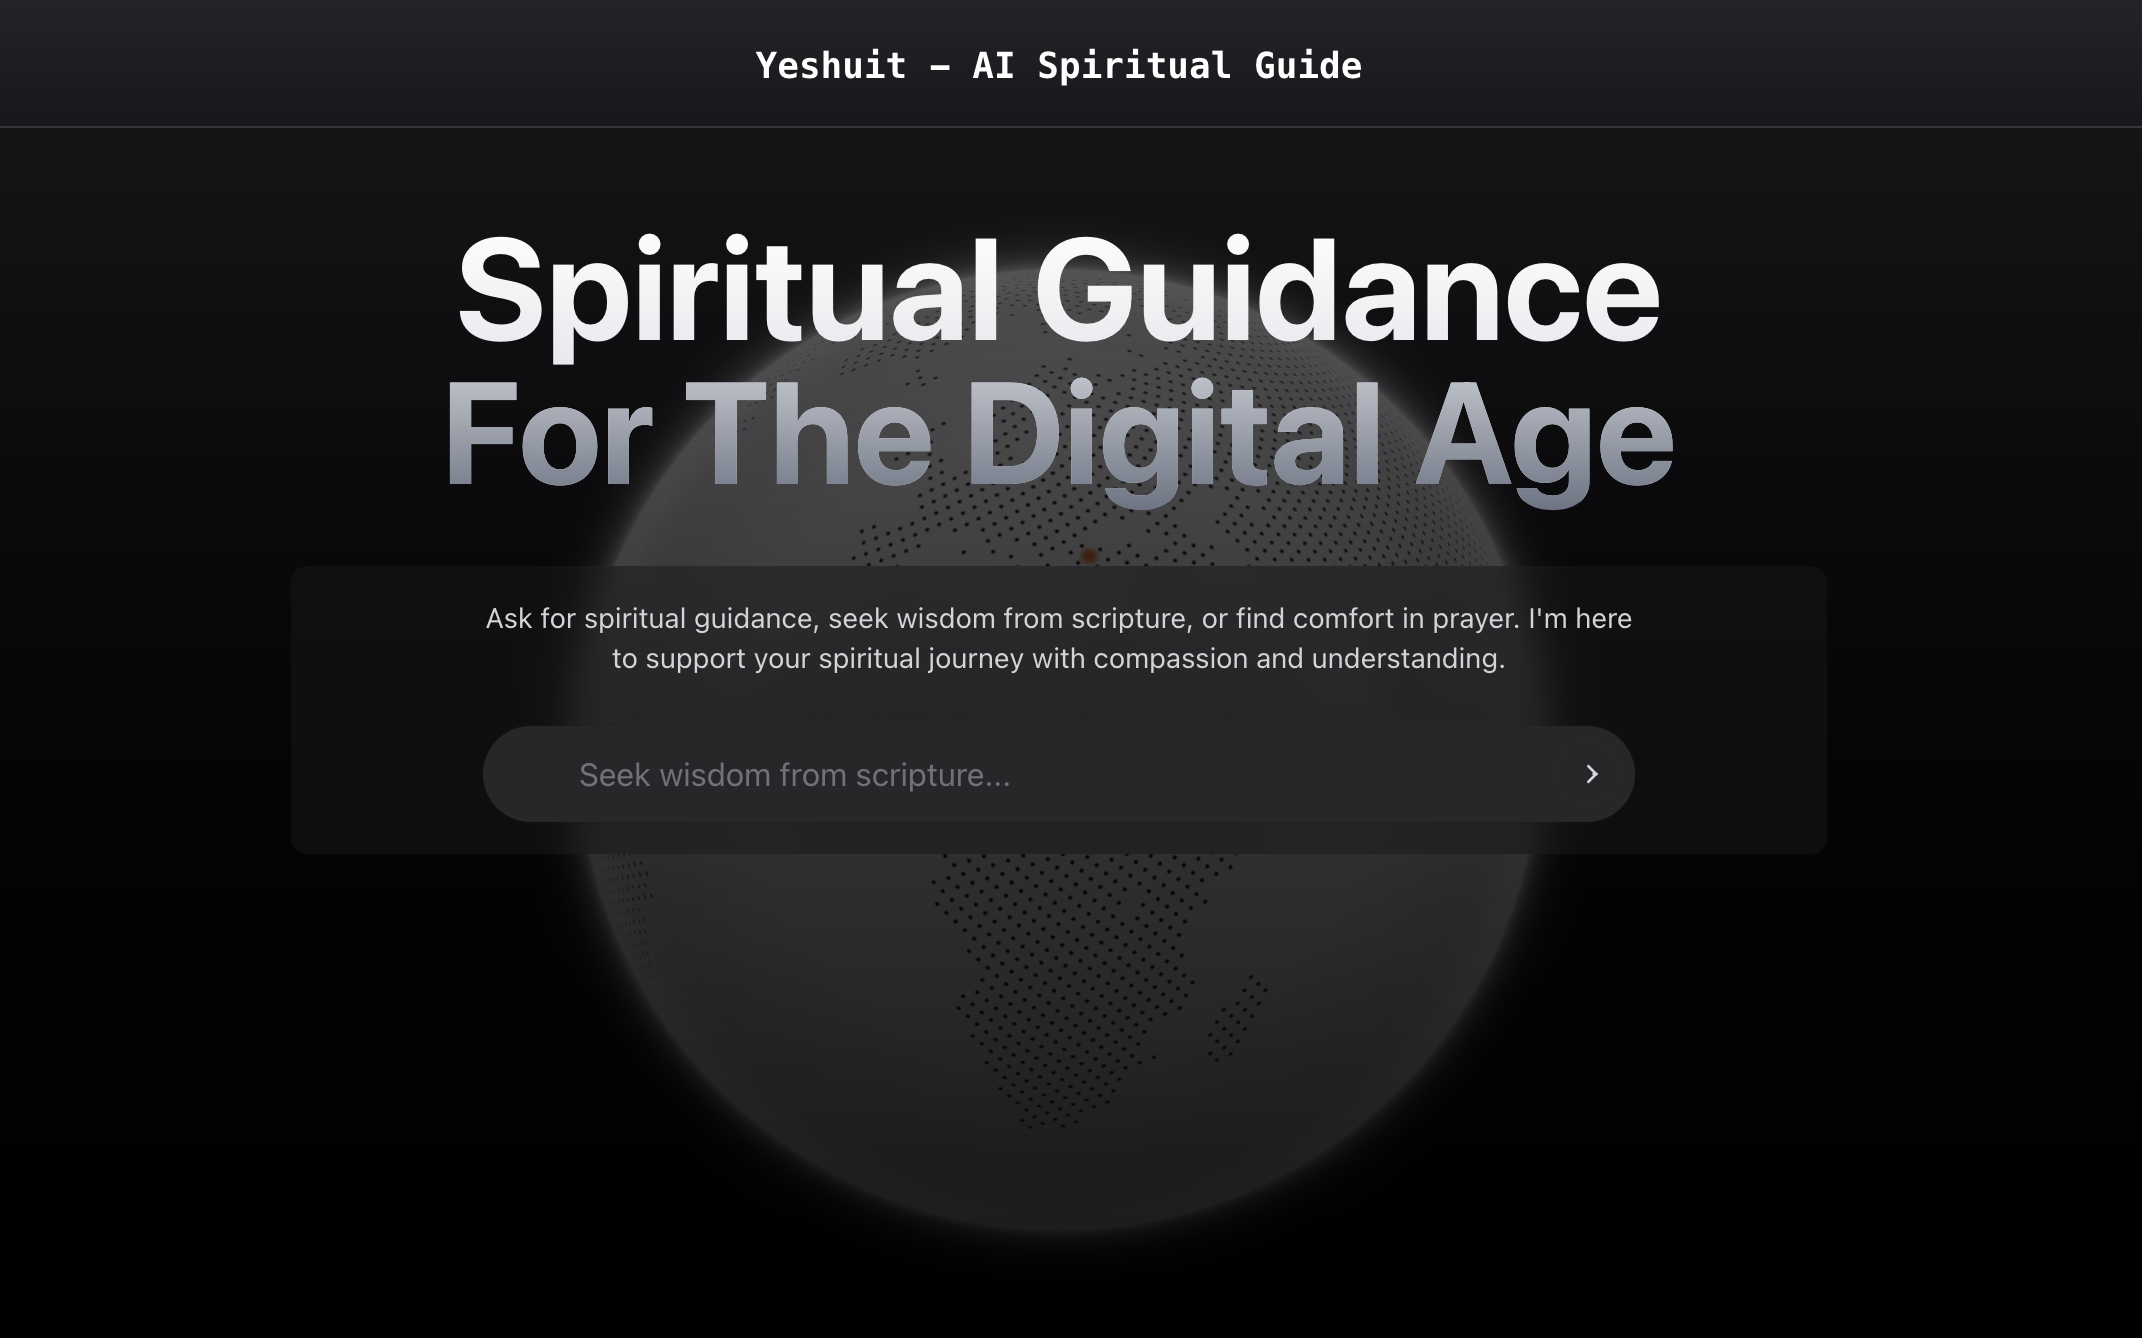 Yeshuit – AI Spiritual Guide
Spiritual Guidance
For The Digital Age
Ask for spiritual guidance, seek wisdom from scripture, or find comfort in prayer. I'm here
to support your spiritual journey with compassion and understanding.
Seek wisdom from scripture...